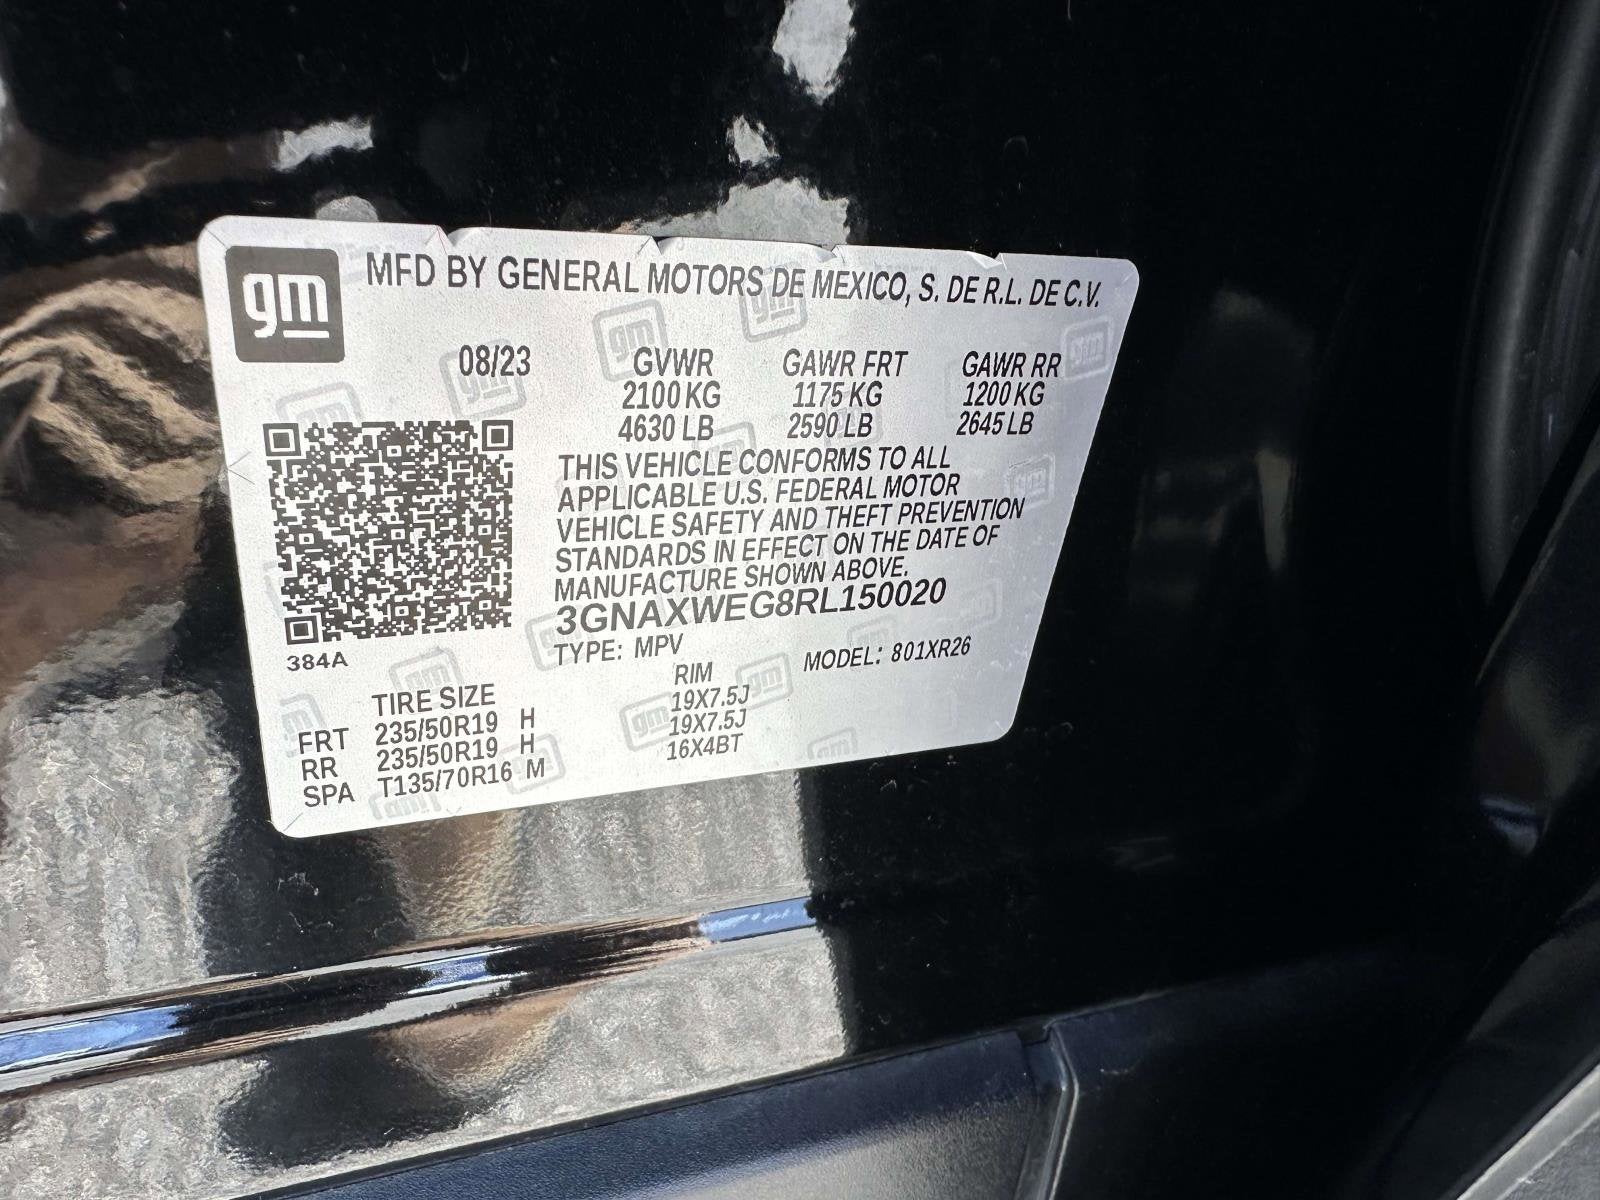 gm MFD BY GENERAL MOTORS DE MEXICO, S. DE R.L. DE C.V.
08/23 GVWR GAWR FRT GAWR RR
2100 KG 1175 KG 1200 KG
4630 LB 2590 LB 2645 LB
THIS VEHICLE CONFORMS TO ALL
APPLICABLE U.S. FEDERAL MOTOR
VEHICLE SAFETY AND THEFT PREVENTION
STANDARDS IN EFFECT ON THE DATE OF
MANUFACTURE SHOWN ABOVE.
3GNAXWEG8RL150020
TYPE: MPV MODEL: 801XR26
384A
TIRE SIZE RIM
FRT 235/50R19 H 19X7.5J
RR 235/50R19 H 19X7.5J
SPA T135/70R16 M 16X4BT